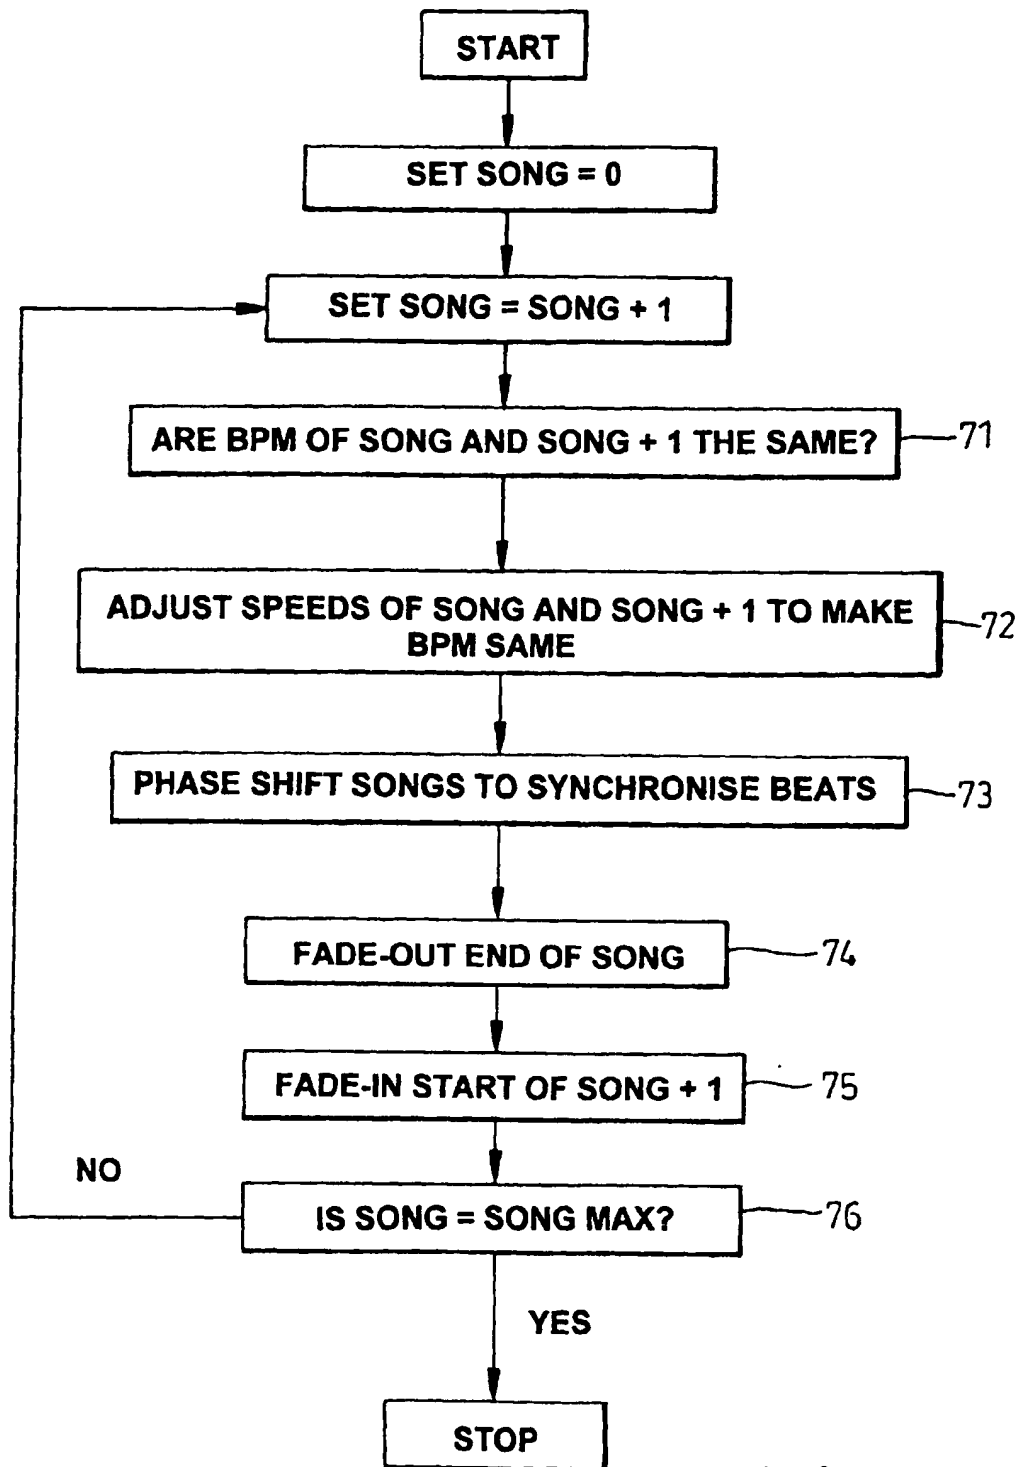 START
SET SONG = 0
SET SONG = SONG + 1
ARE BPM OF SONG AND SONG + 1 THE SAME?
71
ADJUST SPEEDS OF SONG AND SONG + 1 TO MAKE
BPM SAME
72
PHASE SHIFT SONGS TO SYNCHRONISE BEATS
73
FADE-OUT END OF SONG
74
FADE-IN START OF SONG + 1
75
NO
IS SONG = SONG MAX?
76
YES
STOP